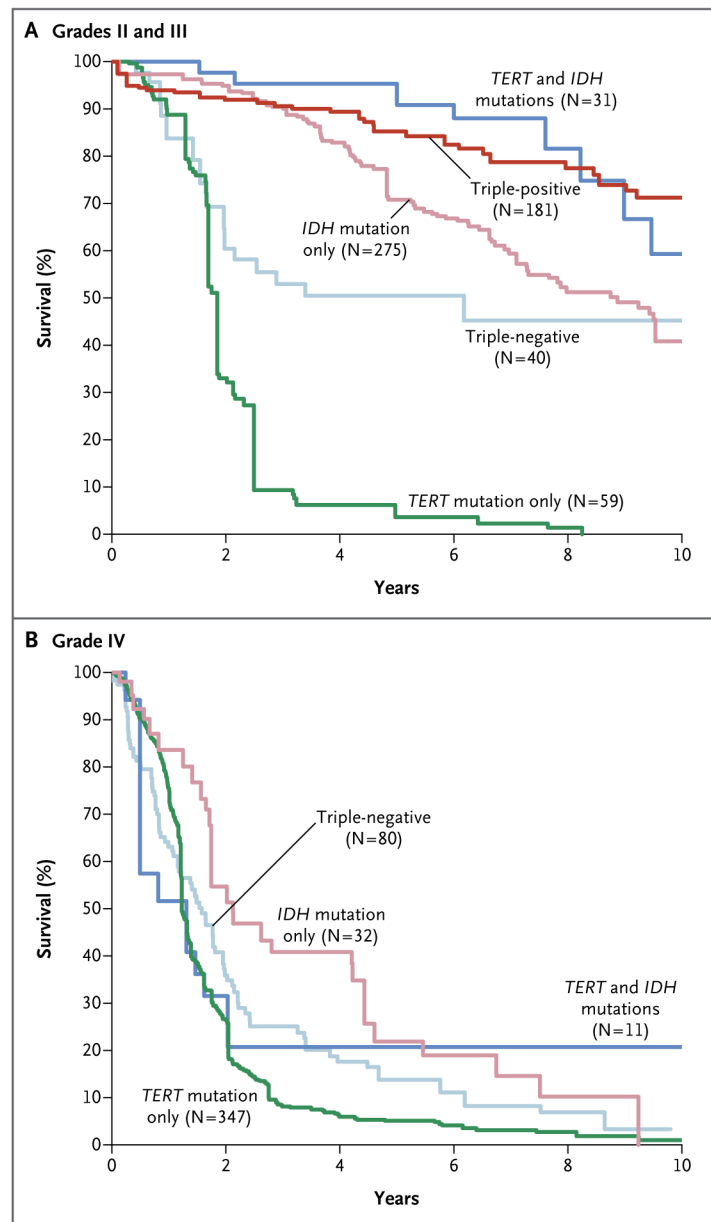 A Grades II and III
100
90
80
70
60
50
40
30
20
10
0
Survival (%)
TERT and IDH
mutations (N=31)
Triple-positive
(N=181)
IDH mutation
only (N=275)
Triple-negative
(N=40)
TERT mutation only (N=59)
0 2 4 6 8 10
Years
B Grade IV
100
90
80
70
60
50
40
30
20
10
0
Survival (%)
Triple-negative
(N=80)
IDH mutation
only (N=32)
TERT and IDH
mutations
(N=11)
TERT mutation
only (N=347)
0 2 4 6 8 10
Years